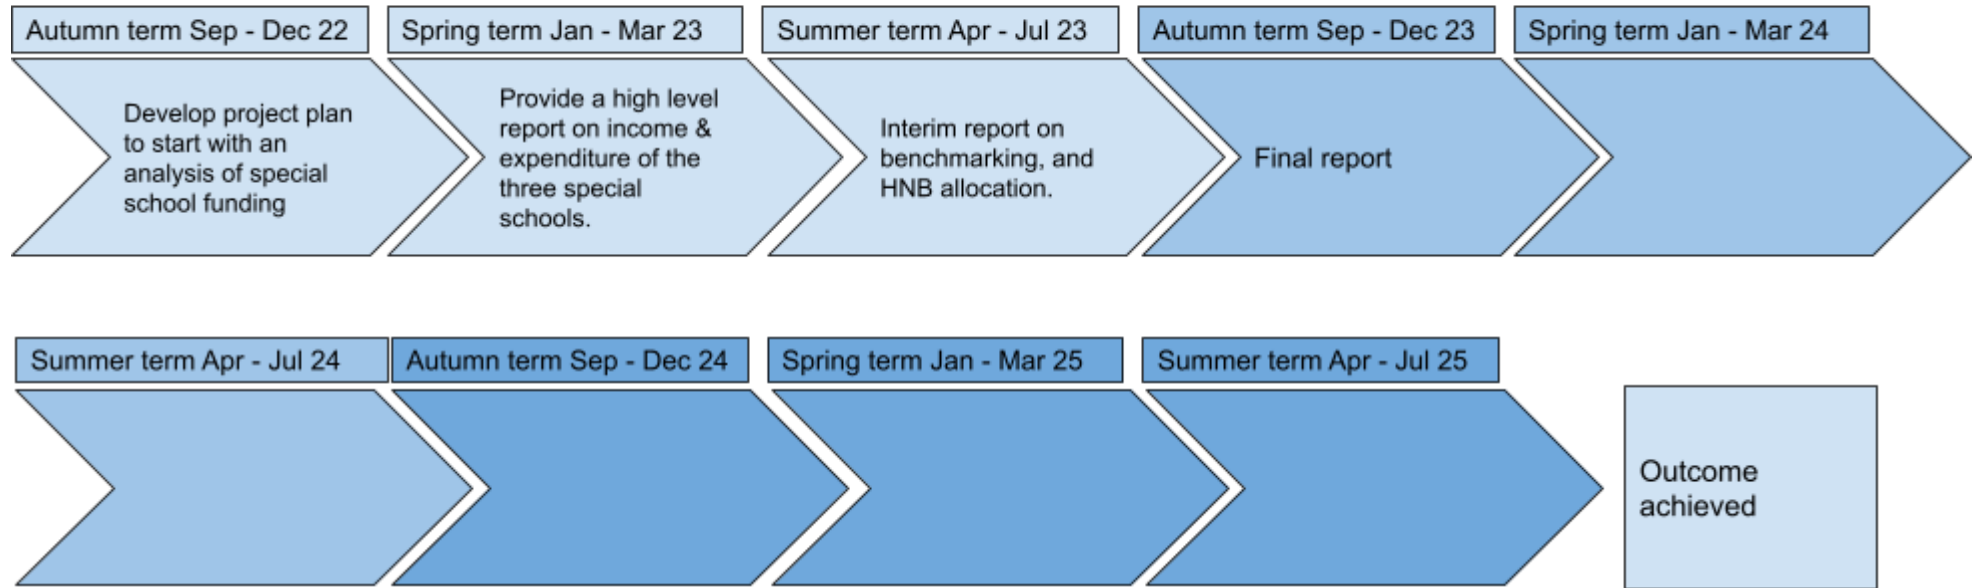 Autumn term Sep - Dec 22
Spring term Jan - Mar 23
Summer term Apr - Jul 23
Autumn term Sep - Dec 23
Spring term Jan - Mar 24
Develop project plan
to start with an
analysis of special
school funding
Provide a high level
report on income &
expenditure of the
three special
schools.
Interim report on
benchmarking, and
HNB allocation.
Final report
Summer term Apr - Jul 24
Autumn term Sep - Dec 24
Spring term Jan - Mar 25
Summer term Apr - Jul 25
Outcome
achieved